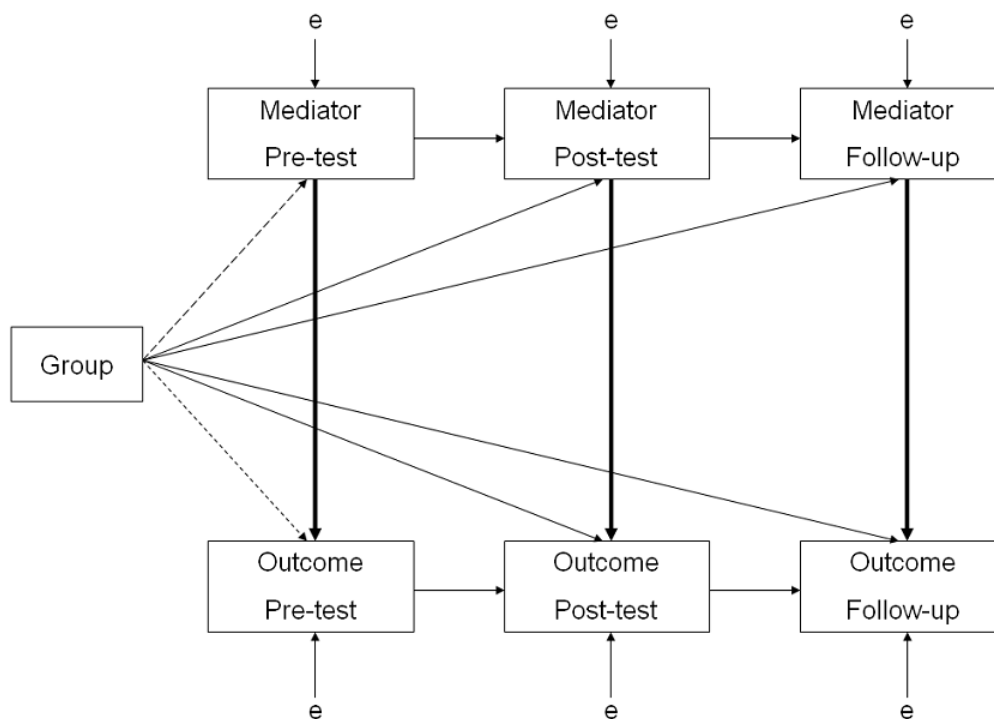 e e e
Mediator Mediator Mediator
Pre-test Post-test Follow-up
Group
Outcome Outcome Outcome
Pre-test Post-test Follow-up
e e e